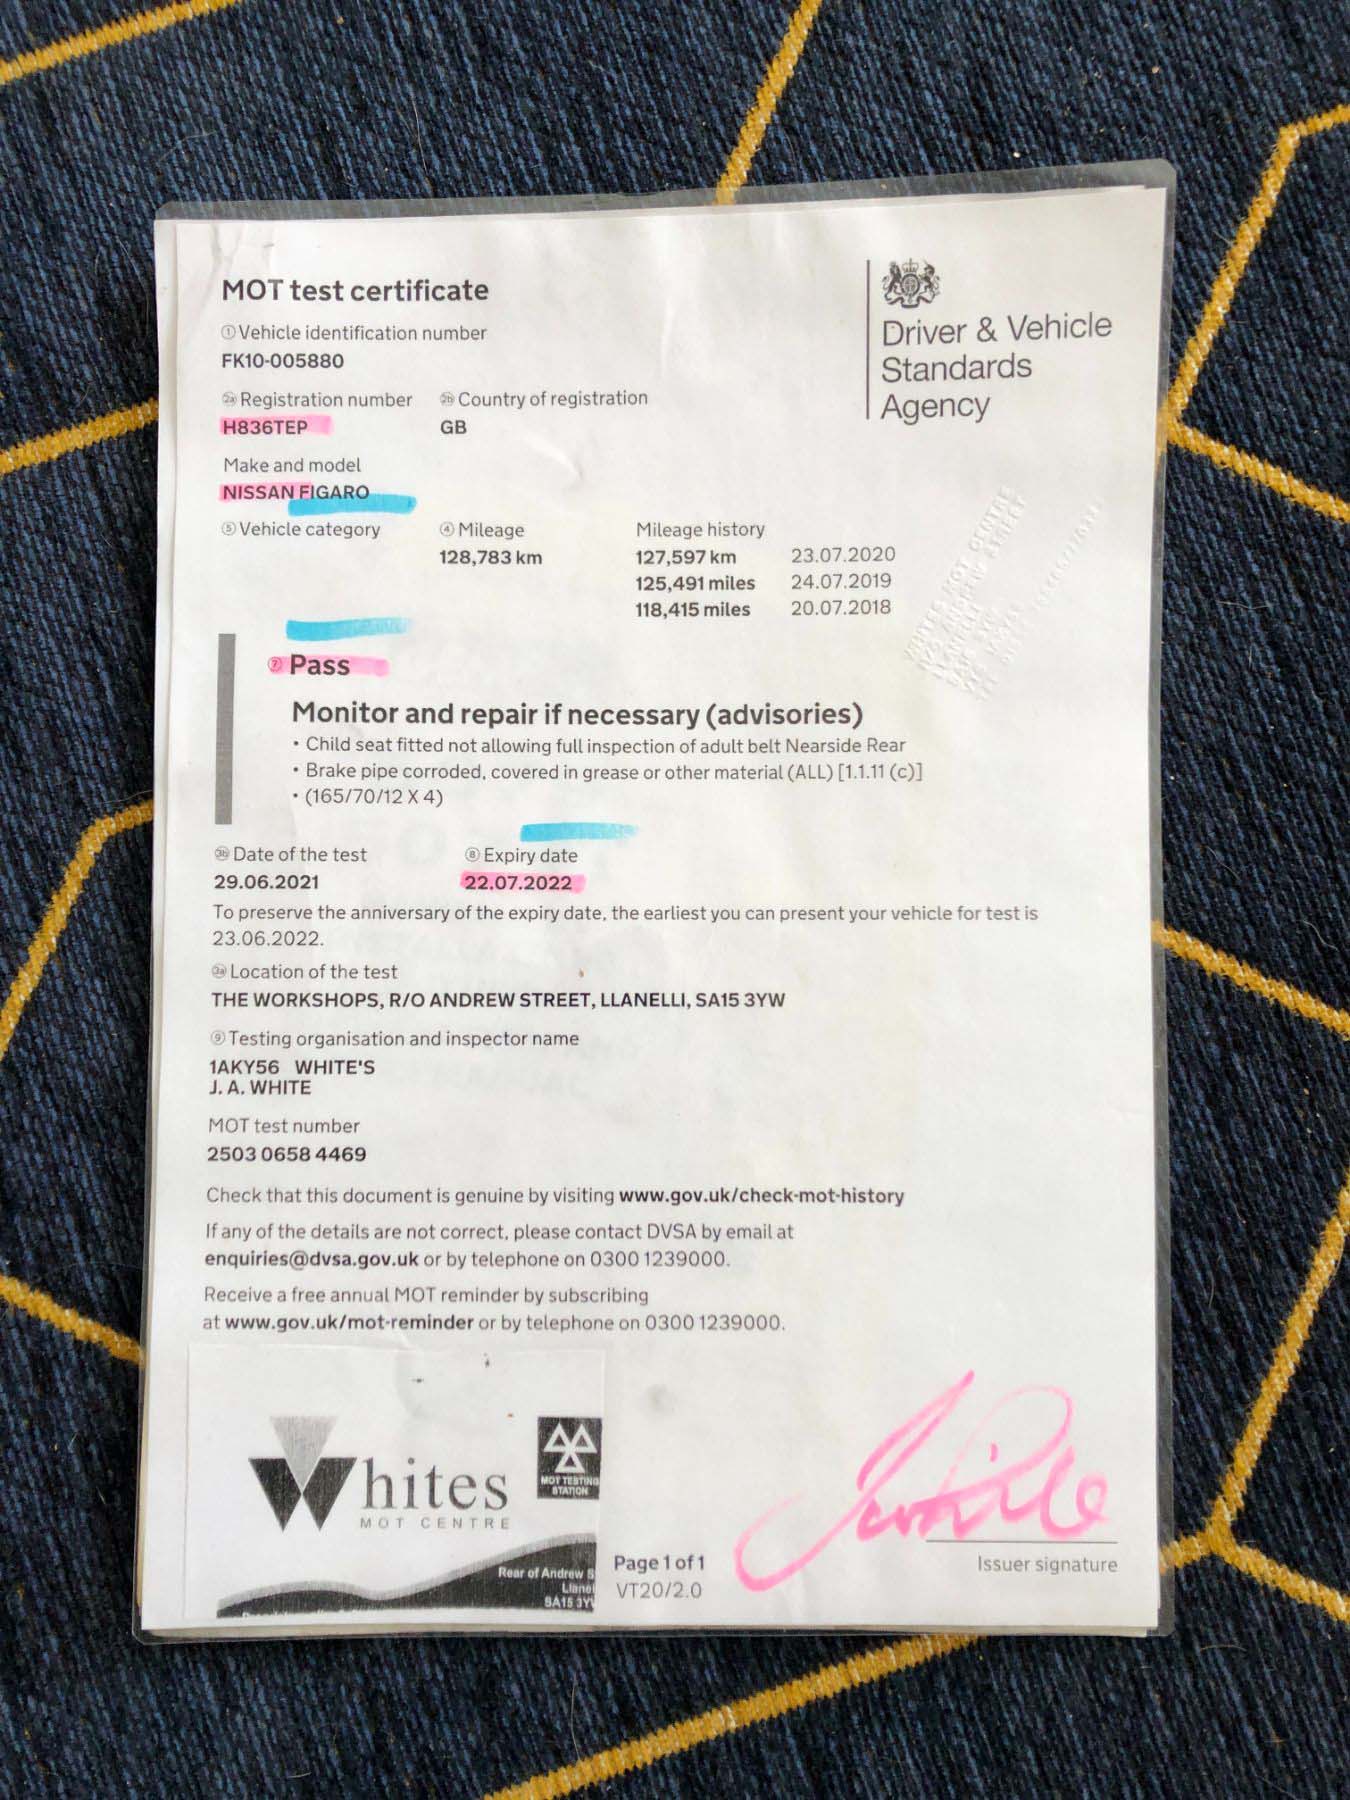 MOT test certificate
Driver & Vehicle
Standards
Agency
① Vehicle identification number
FK10-005880
2a Registration number 2b Country of registration
H836TEP GB
Make and model
NISSAN FIGARO
⑤ Vehicle category ④ Mileage Mileage history
128,783 km 127,597 km 23.07.2020
125,491 miles 24.07.2019
118,415 miles 20.07.2018
⑦ Pass
Monitor and repair if necessary (advisories)
• Child seat fitted not allowing full inspection of adult belt Nearside Rear
• Brake pipe corroded, covered in grease or other material (ALL) [1.1.11 (c)]
• (165/70/12 X 4)
3b Date of the test ⑧ Expiry date
29.06.2021 22.07.2022
To preserve the anniversary of the expiry date, the earliest you can present your vehicle for test is
23.06.2022.
3a Location of the test
THE WORKSHOPS, R/O ANDREW STREET, LLANELLI, SA15 3YW
⑨ Testing organisation and inspector name
1AKY56 WHITE'S
J. A. WHITE
MOT test number
2503 0658 4469
Check that this document is genuine by visiting www.gov.uk/check-mot-history
If any of the details are not correct, please contact DVSA by email at
enquiries@dvsa.gov.uk or by telephone on 0300 1239000.
Receive a free annual MOT reminder by subscribing
at www.gov.uk/mot-reminder or by telephone on 0300 1239000.
Whites
MOT CENTRE
MOT TESTING
STATION
Rear of Andrew S
Llanel
SA15 3Y
Page 1 of 1
VT20/2.0
Issuer signature